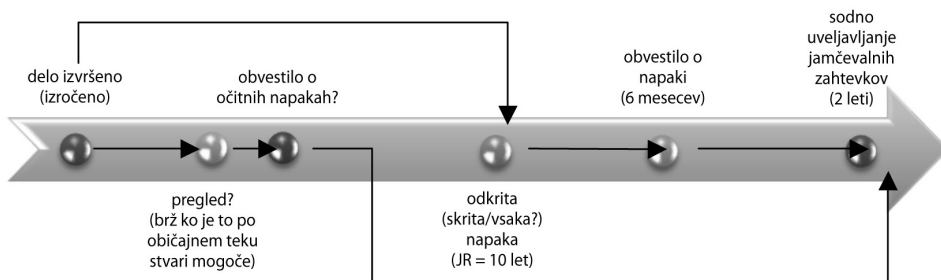 delo izvršeno
(izročeno)
obvestilo o
očitnih napakah?
obvestilo o
napaki
(6 mesecev)
sodno
uveljavljanje
jamčevalnih
zahtevkov
(2 leti)
pregled?
(brž ko je to po
običajnem teku
stvari mogoče)
odkrita
(skrita/vsaka?)
napaka
(JR = 10 let)